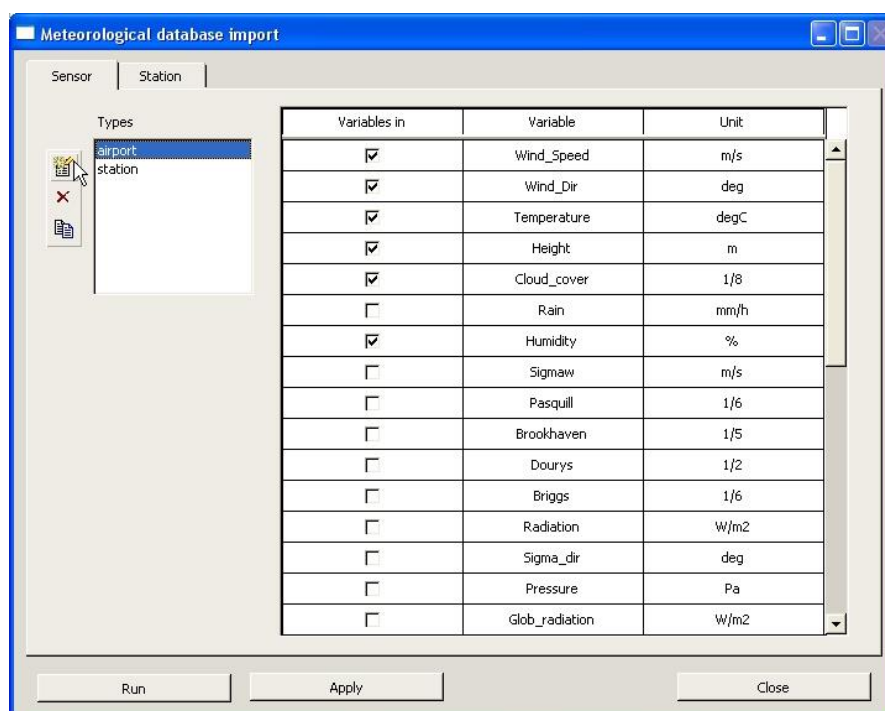 Meteorological database import
Sensor Station
Types
airport
station
Variables in Variable Unit
Wind_Speed m/s
Wind_Dir deg
Temperature degC
Height m
Cloud_cover 1/8
Rain mm/h
Humidity %
Sigmaw m/s
Pasquill 1/6
Brookhaven 1/5
Dourys 1/2
Briggs 1/6
Radiation W/m2
Sigma_dir deg
Pressure Pa
Glob_radiation W/m2
Run Apply Close